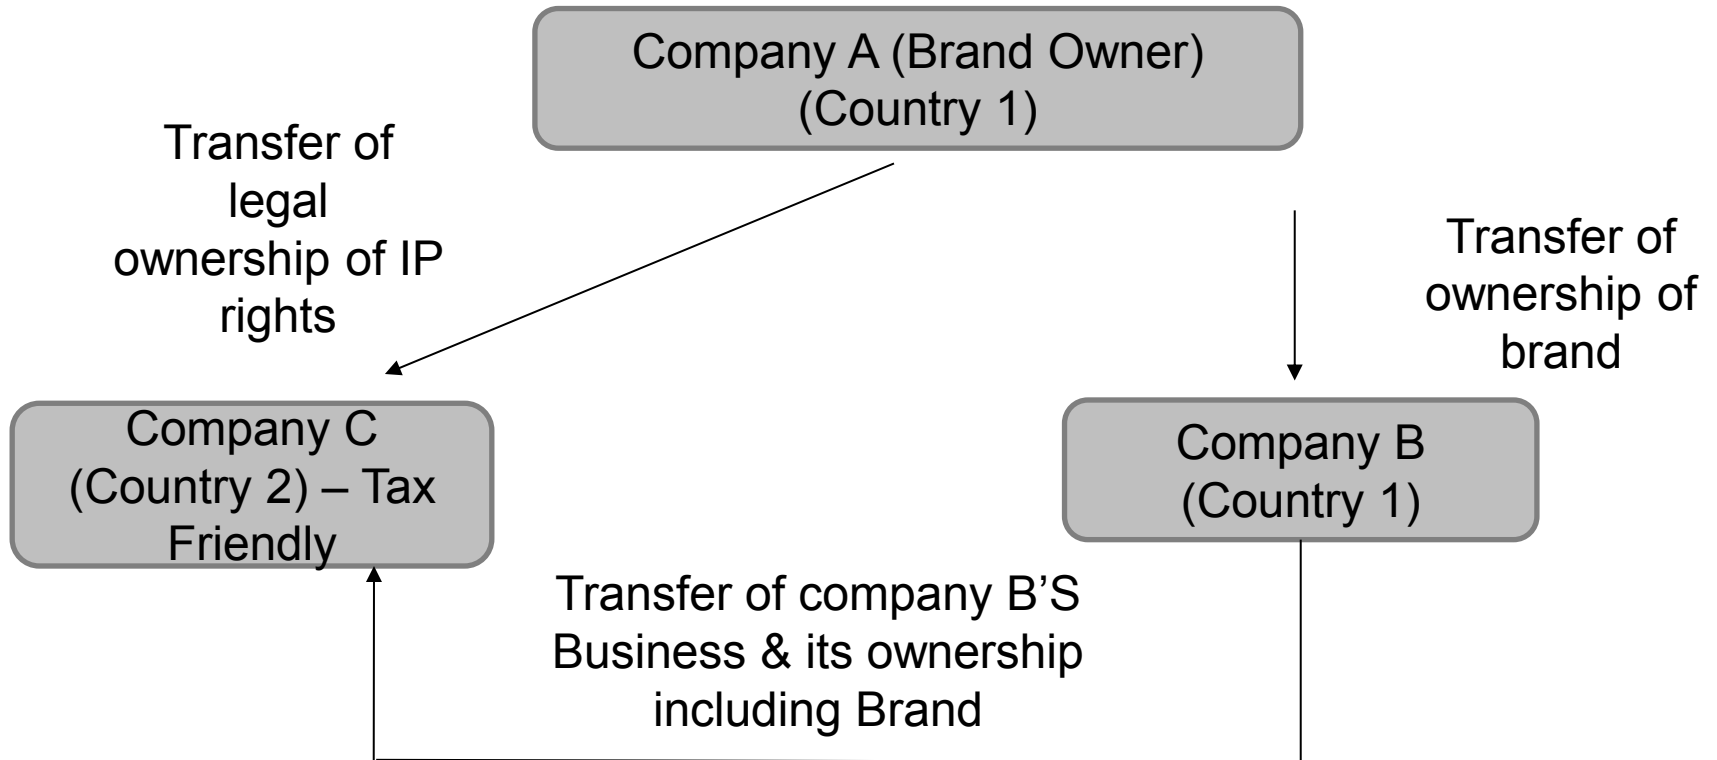 Company A (Brand Owner)
(Country 1)
Transfer of
legal
ownership of IP
rights
Transfer of
ownership of
brand
Company C
(Country 2) – Tax
Friendly
Company B
(Country 1)
Transfer of company B’S
Business & its ownership
including Brand